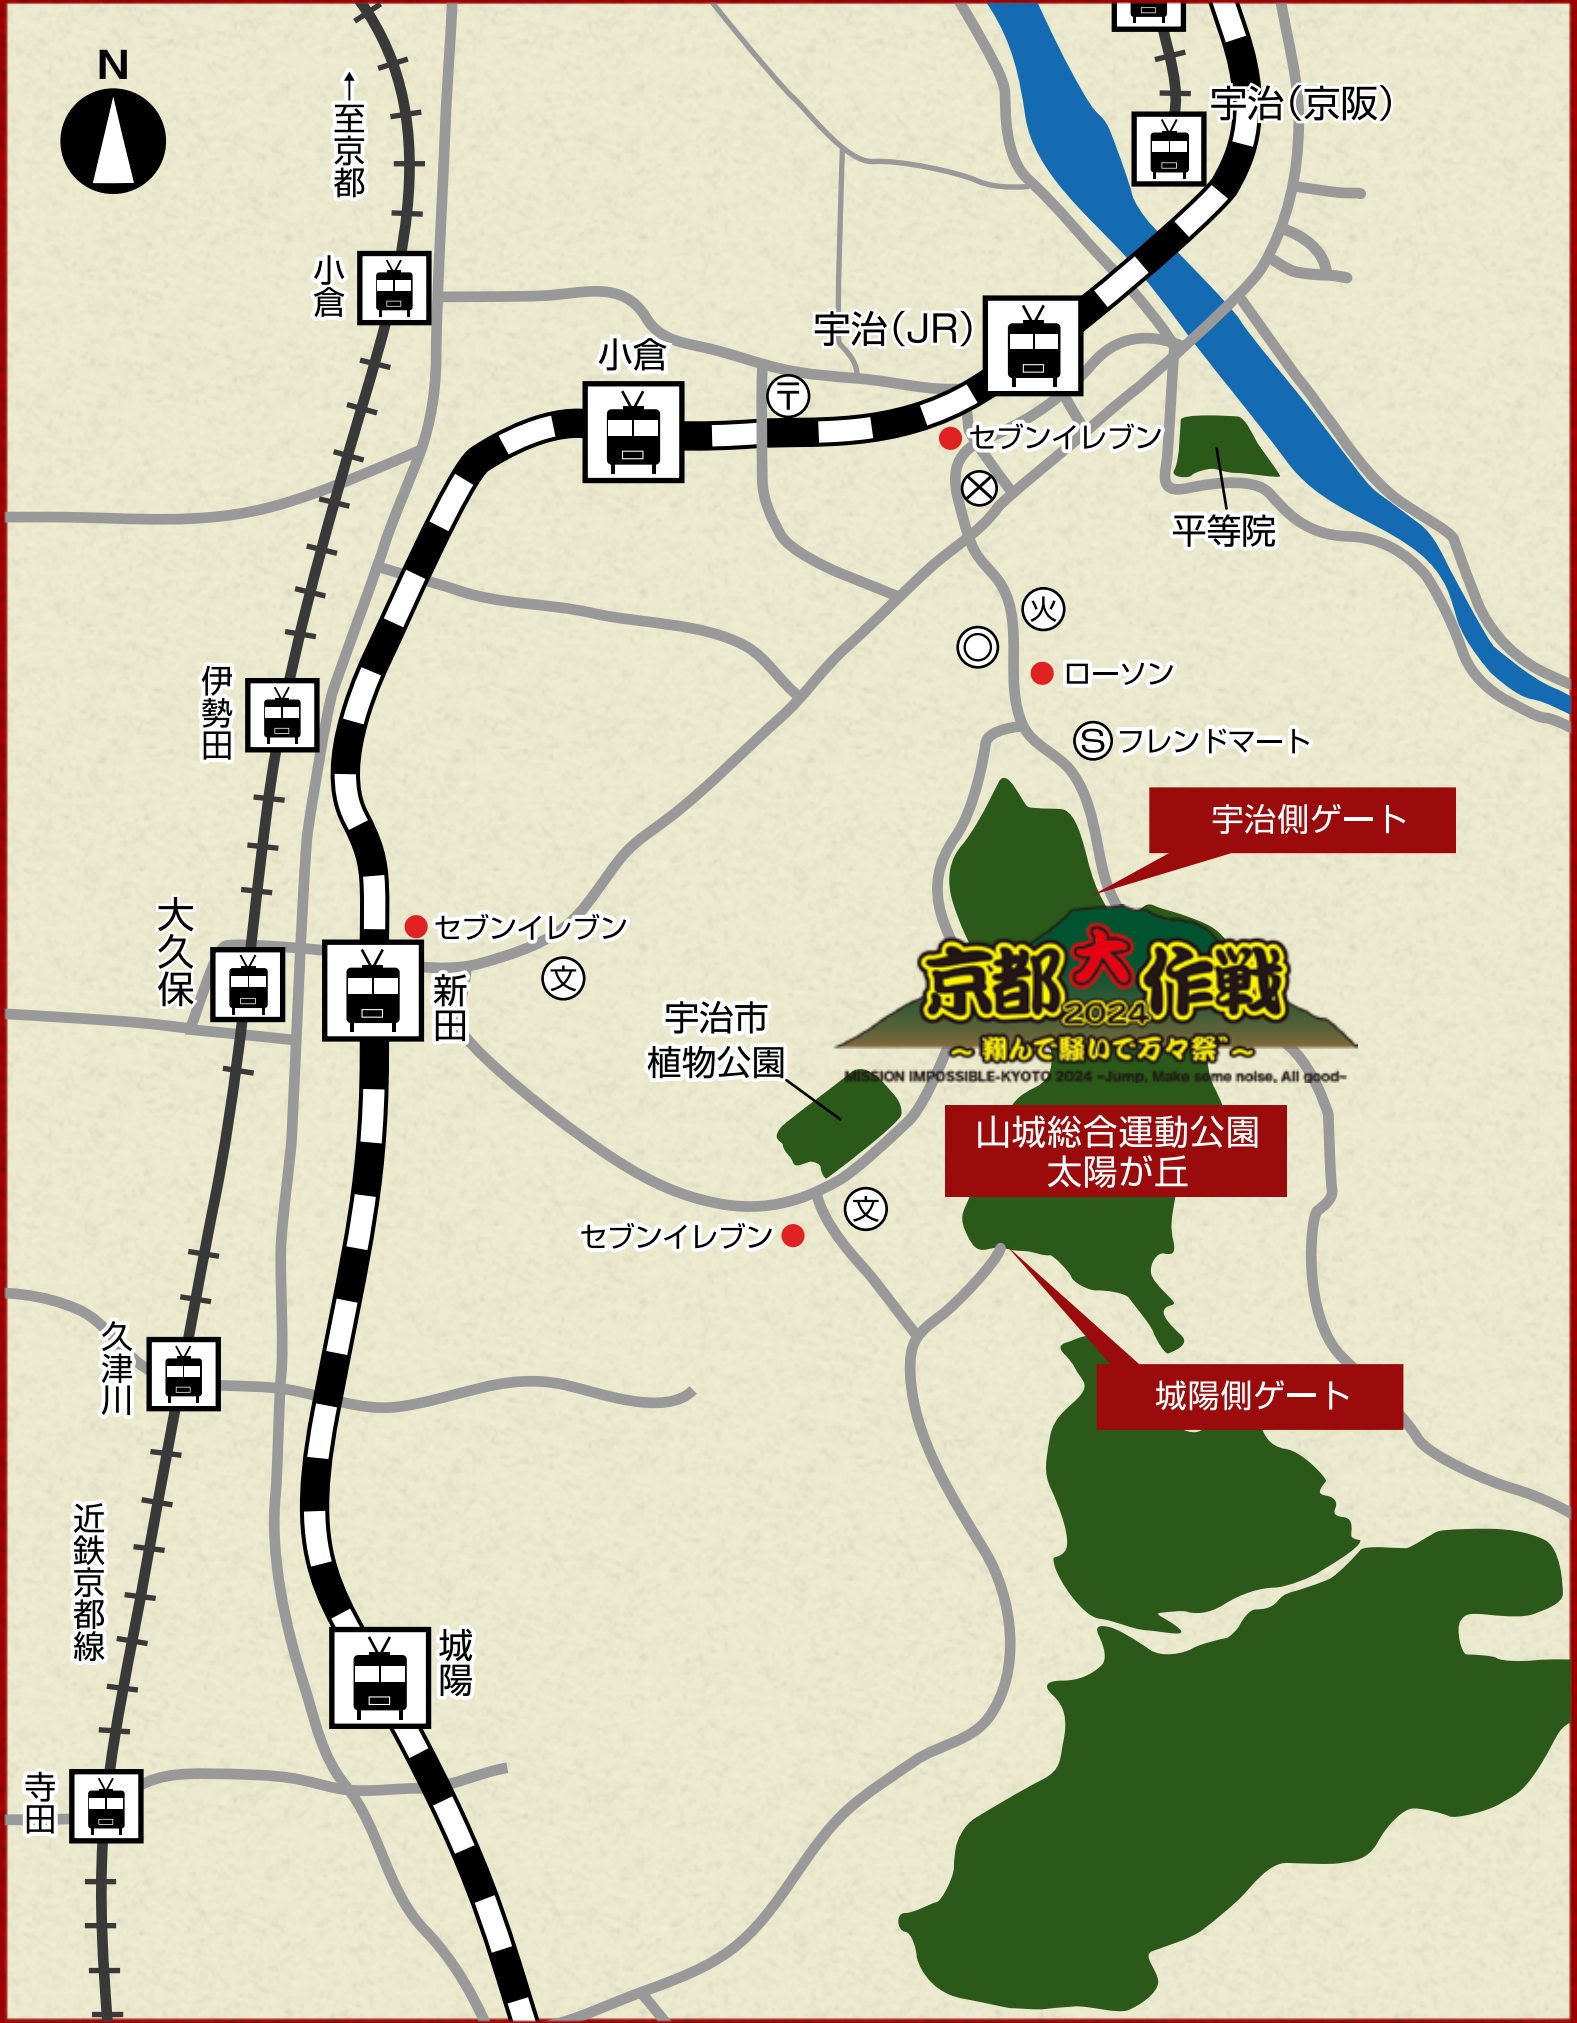 N
←至京都
宇治（京阪）
小倉
宇治（JR）
小倉
〒
セブンイレブン
平等院
火
ローソン
伊勢田
Ⓢフレンドマート
宇治側ゲート
大久保
セブンイレブン
文
新田
京都大作戦
2024
～翔んで騒いで万々祭～
MISSION IMPOSSIBLE-KYOTO 2024 ~Jump, Make some noise, All good~
宇治市
植物公園
山城総合運動公園
太陽が丘
文
セブンイレブン
久津川
城陽側ゲート
近鉄京都線
城陽
寺田